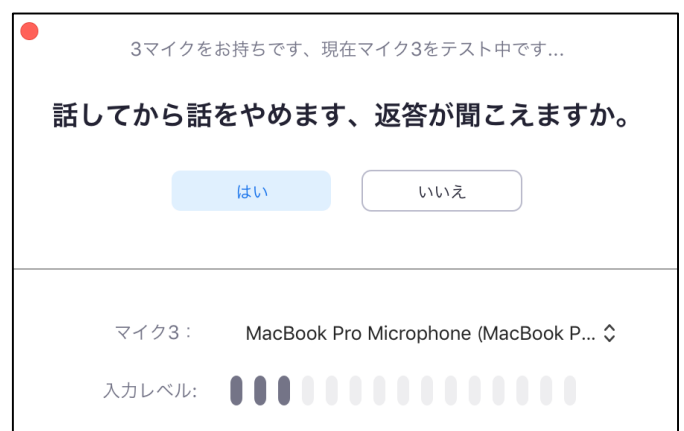 3マイクをお持ちです、現在マイク3をテスト中です...
話してから話をやめます、返答が聞こえますか。
はい
いいえ
マイク3：
MacBook Pro Microphone (MacBook P...
入力レベル: